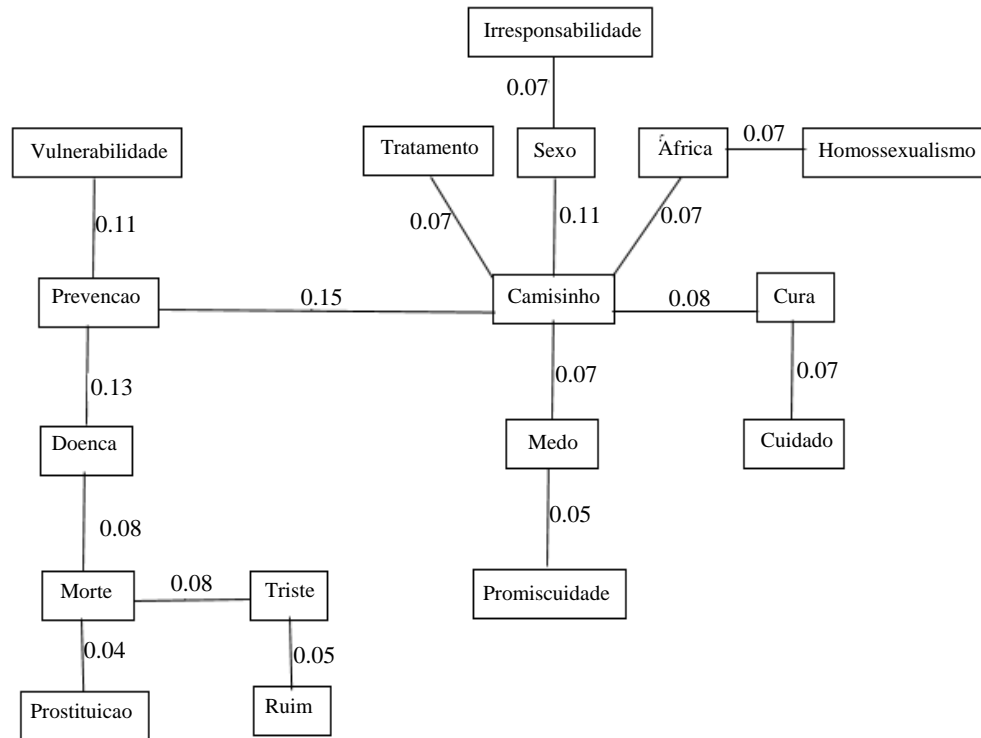 Irresponsabilidade
0.07
Vulnerabilidade
Tratamento
Sexo
África
0.07
Homossexualismo
0.11
0.07
0.11
0.07
Prevencao
0.15
Camisinho
0.08
Cura
0.13
0.07
0.07
Doenca
Medo
Cuidado
0.08
0.05
Morte
0.08
Triste
Promiscuidade
0.04
0.05
Prostituicao
Ruim